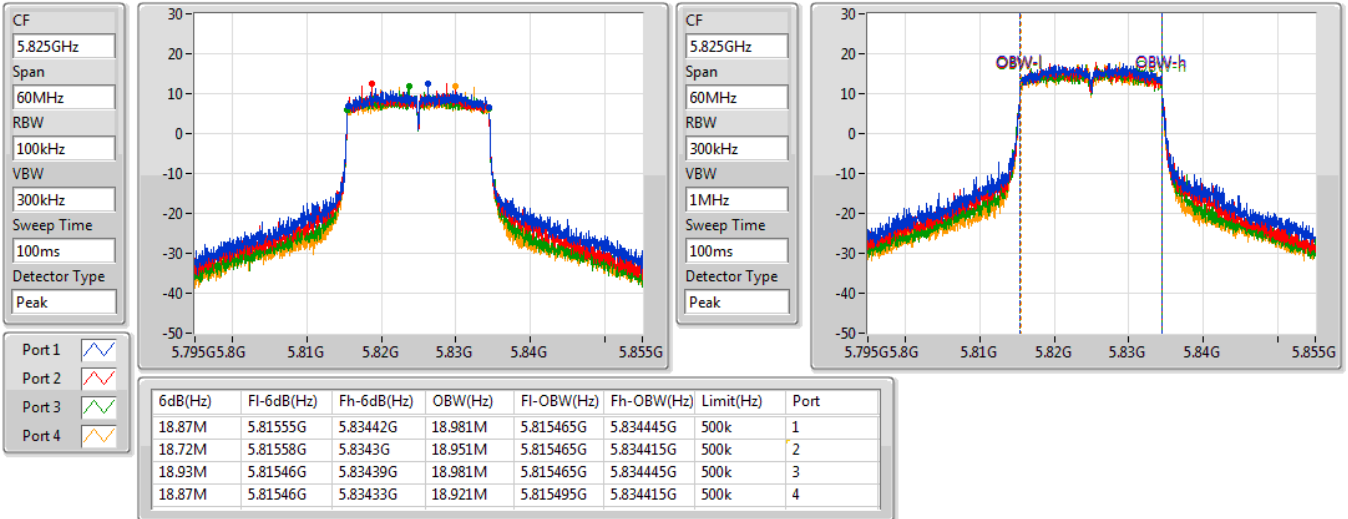 CF
5.825GHz
Span
60MHz
RBW
100kHz
VBW
300kHz
Sweep Time
100ms
Detector Type
Peak
30
20
10
0
-10
-20
-30
-40
-50
5.795G 5.8G 5.81G 5.82G 5.83G 5.84G 5.855G
CF
5.825GHz
Span
60MHz
RBW
300kHz
VBW
1MHz
Sweep Time
100ms
Detector Type
Peak
30
20
10
0
-10
-20
-30
-40
-50
OBW-l OBW-h
5.795G 5.8G 5.81G 5.82G 5.83G 5.84G 5.855G
Port 1
Port 2
Port 3
Port 4
6dB(Hz) Fl-6dB(Hz) Fh-6dB(Hz) OBW(Hz) Fl-OBW(Hz) Fh-OBW(Hz) Limit(Hz) Port
18.87M 5.81555G 5.83442G 18.981M 5.815465G 5.834445G 500k 1
18.72M 5.81558G 5.8343G 18.951M 5.815465G 5.834415G 500k 2
18.93M 5.81546G 5.83439G 18.981M 5.815465G 5.834445G 500k 3
18.87M 5.81546G 5.83433G 18.921M 5.815495G 5.834415G 500k 4